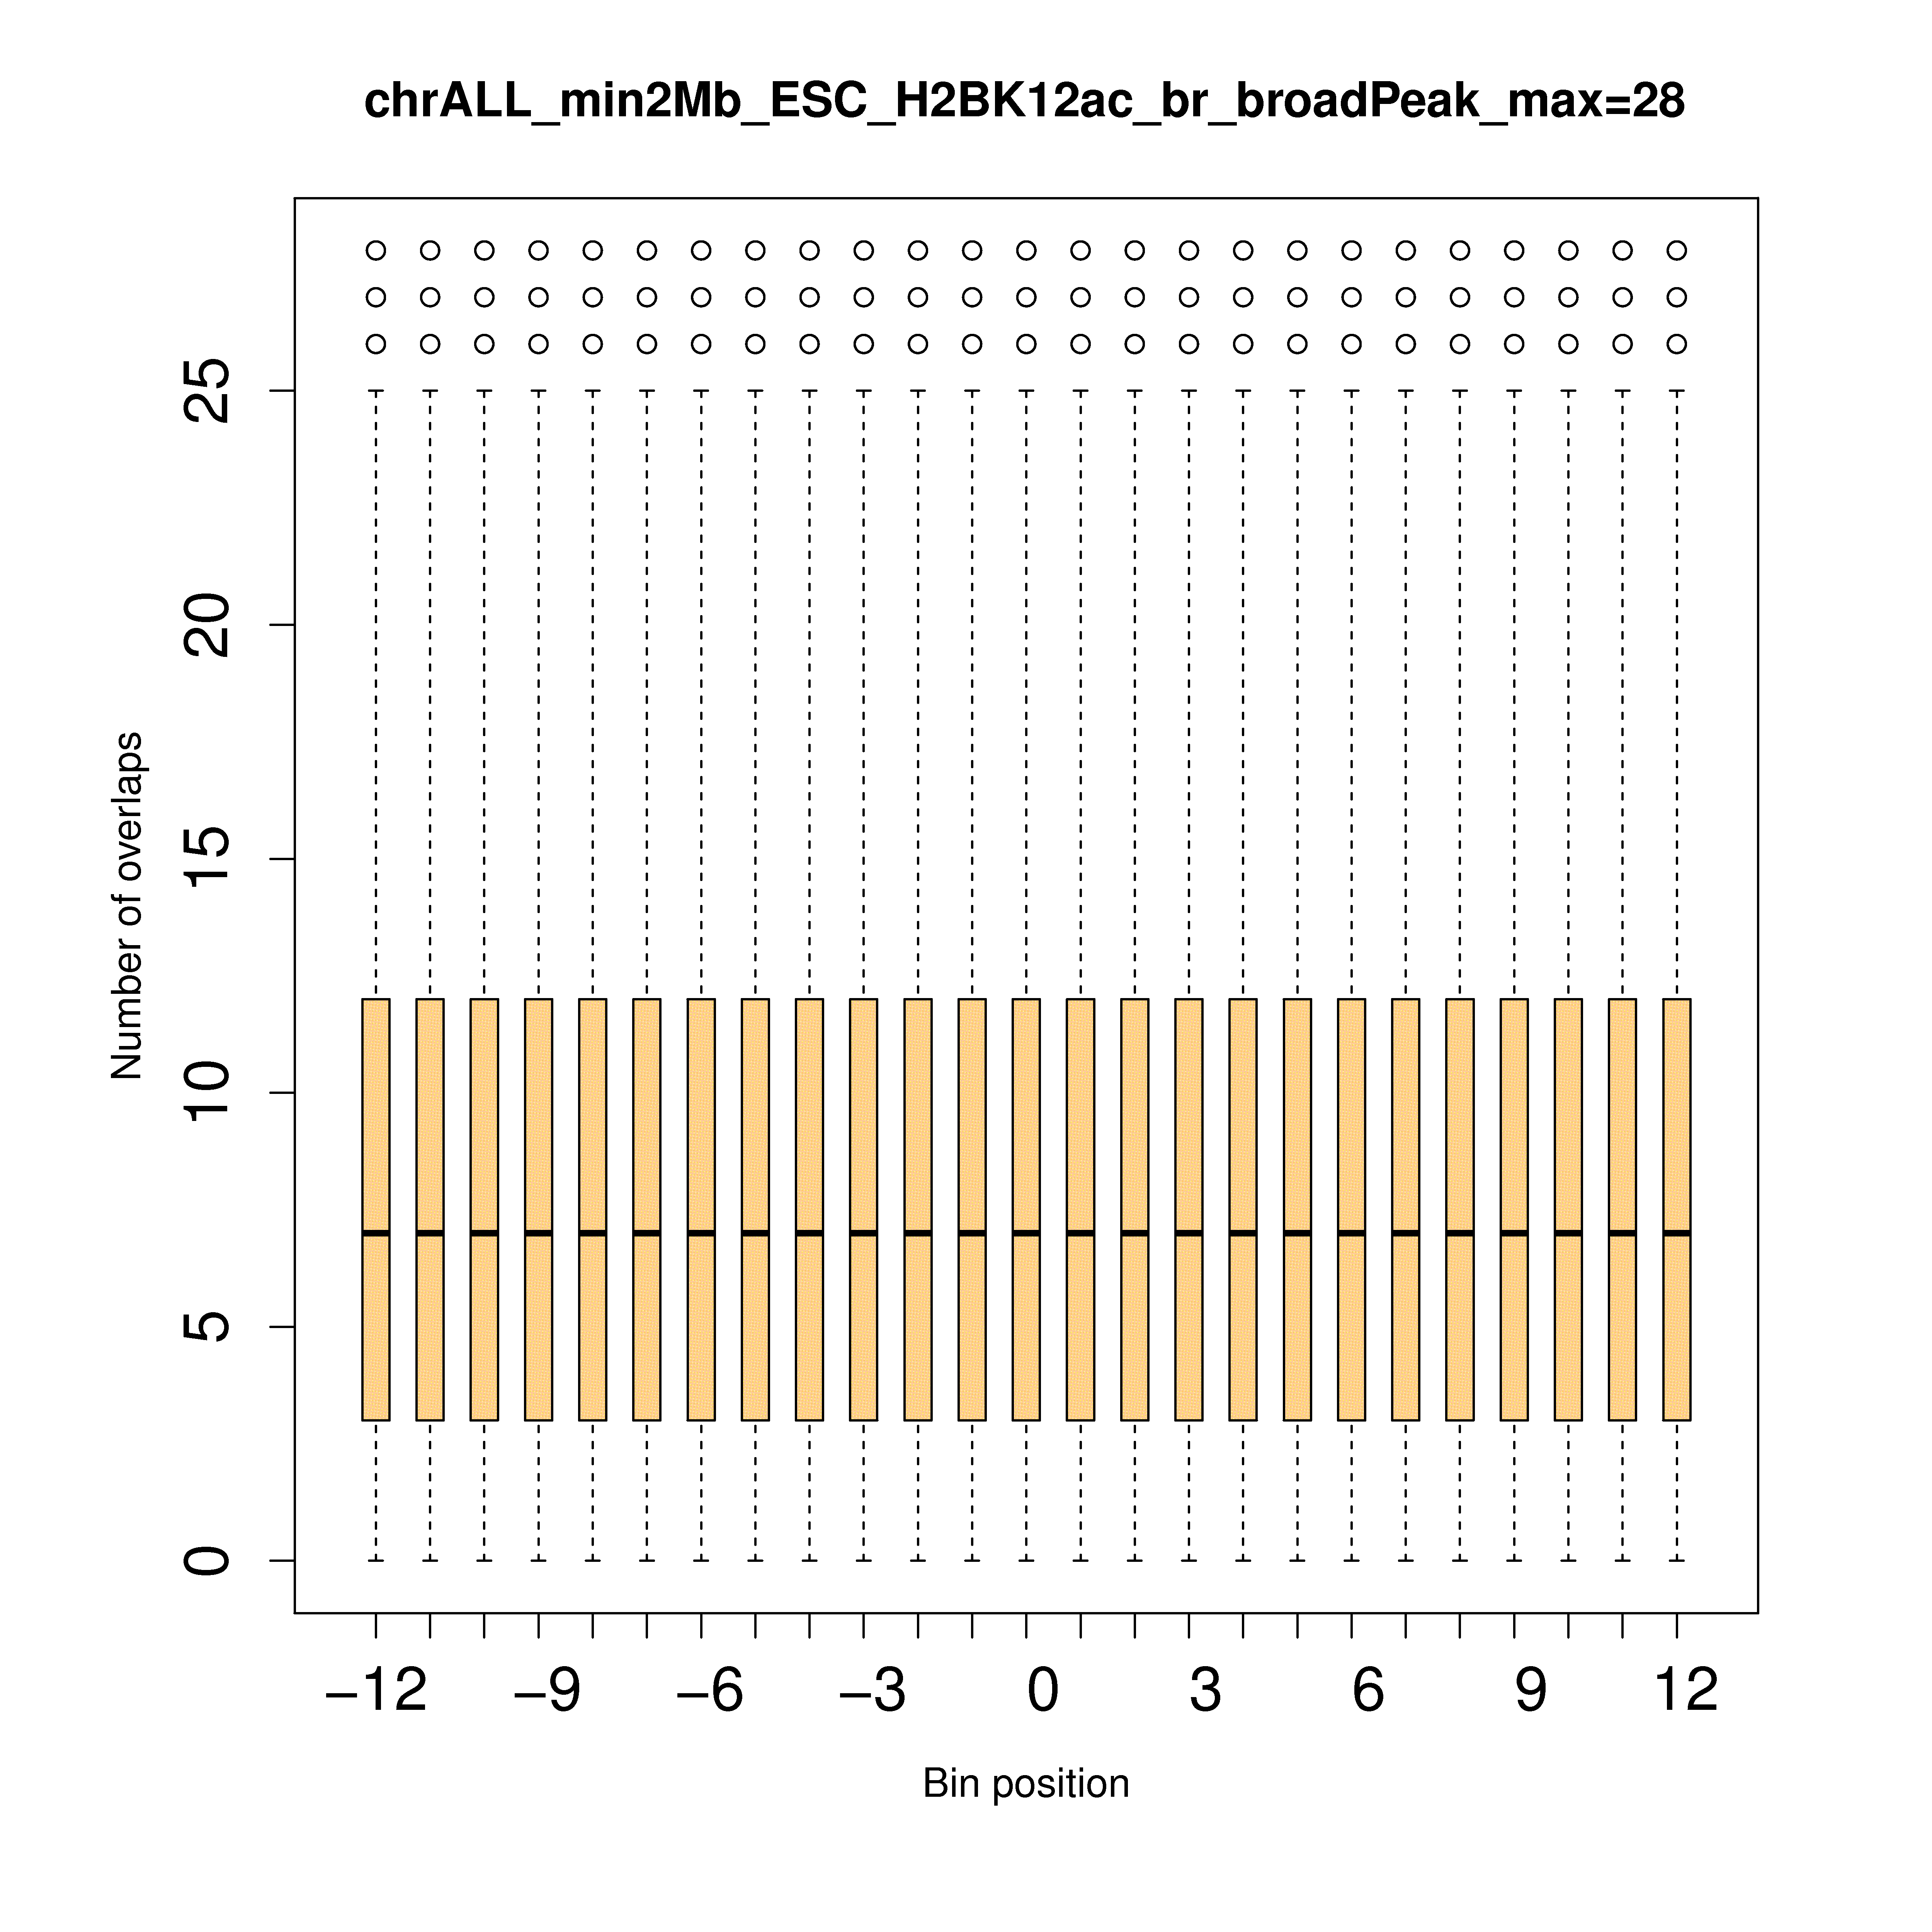 chrALL_min2Mb_ESC_H2BK12ac_br_broadPeak_max=28
Number of overlaps
25
20
15
10
5
0
−12 −9 −6 −3 0 3 6 9 12
Bin position